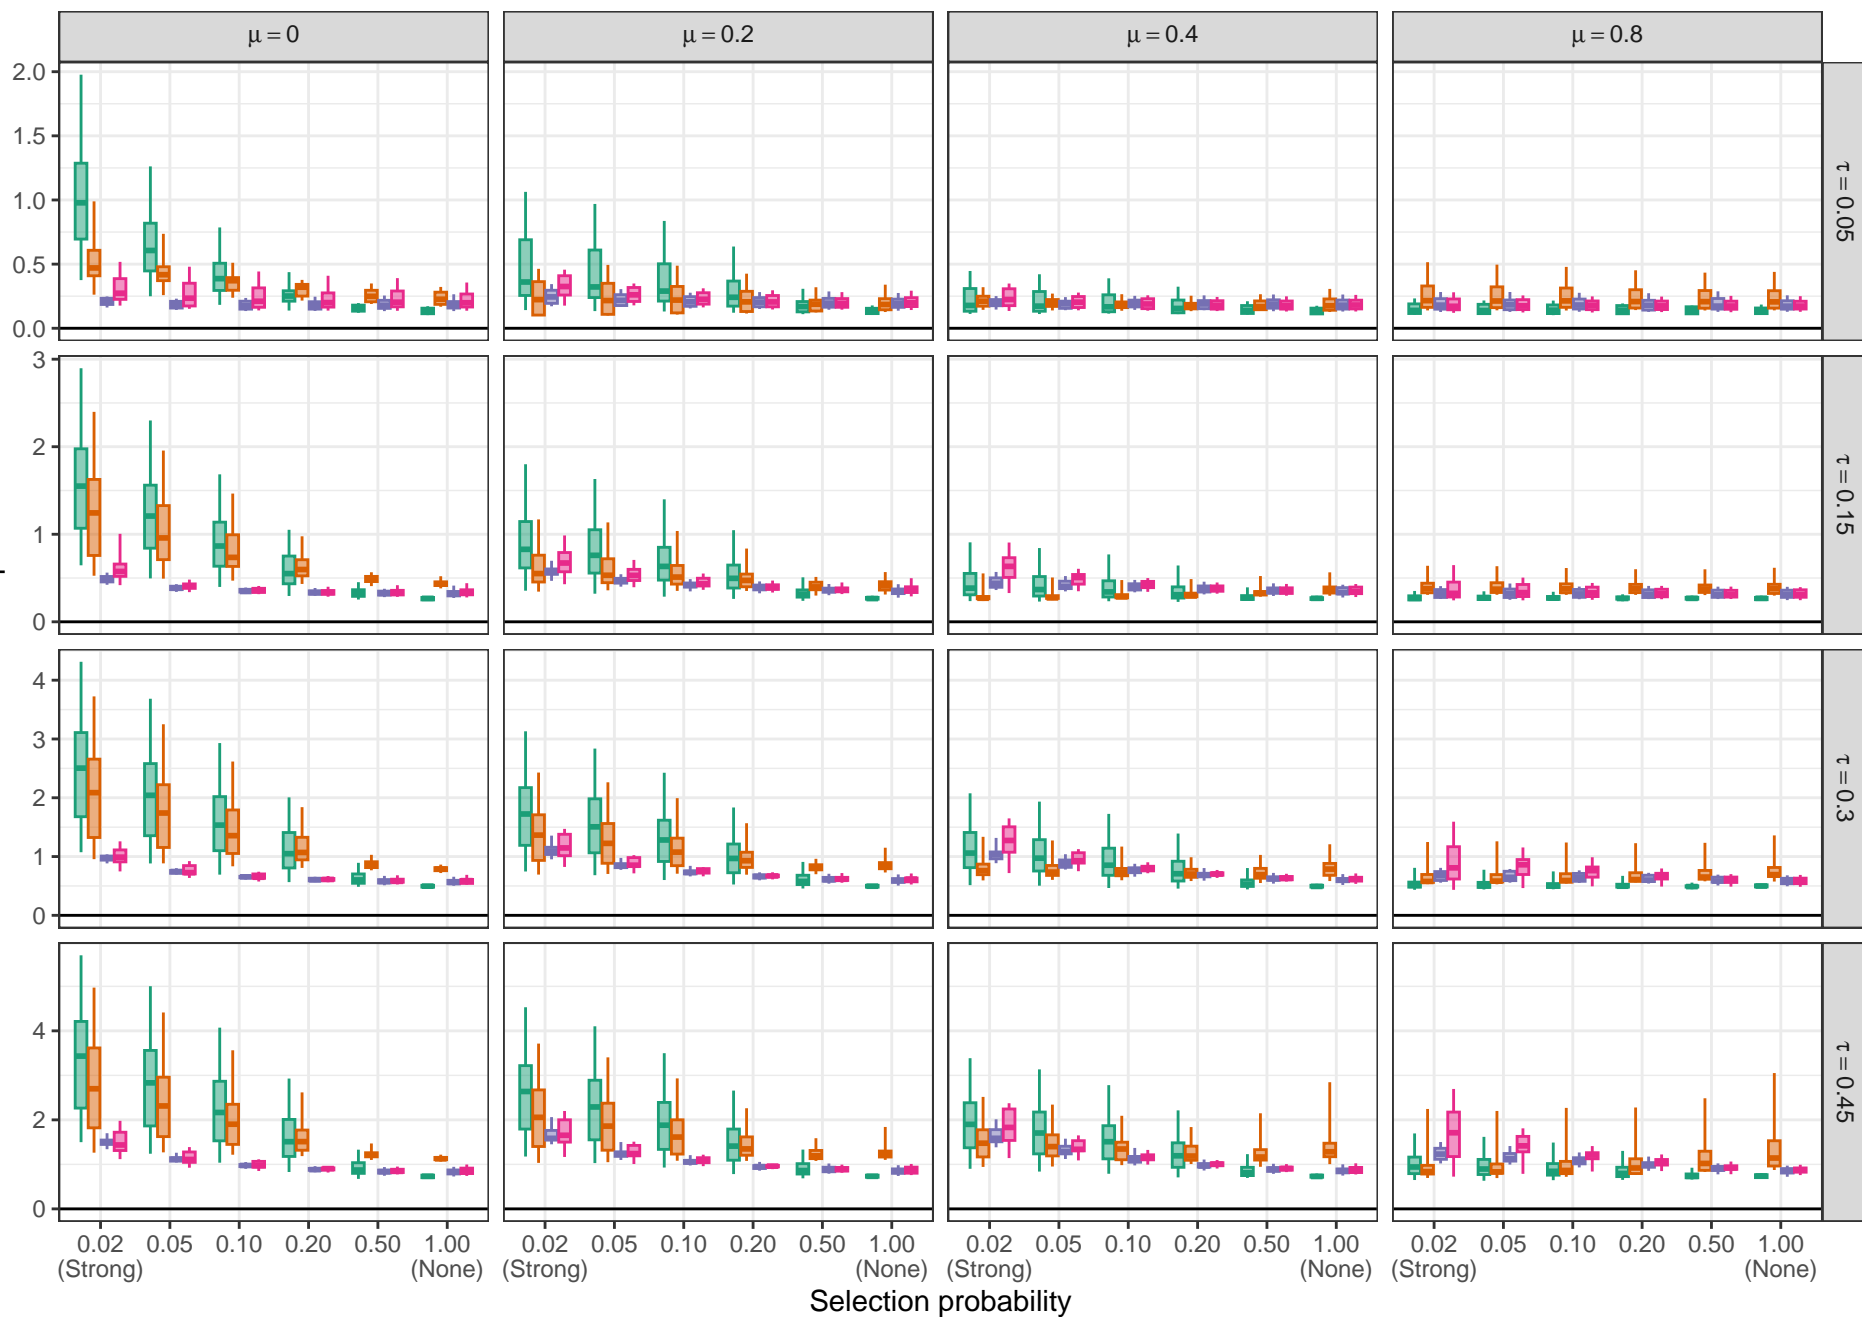 μ = 0 μ = 0.2 μ = 0.4 μ = 0.8
2.0
1.5
1.0
0.5
0.0
τ = 0.05
3
2
1
0
τ = 0.15
4
3
2
1
0
τ = 0.3
4
2
0
τ = 0.45
0.02 0.05 0.10 0.20 0.50 1.00 0.02 0.05 0.10 0.20 0.50 1.00 0.02 0.05 0.10 0.20 0.50 1.00 0.02 0.05 0.10 0.20 0.50 1.00
(Strong) (None) (Strong) (None) (Strong) (None) (Strong) (None)
Selection probability